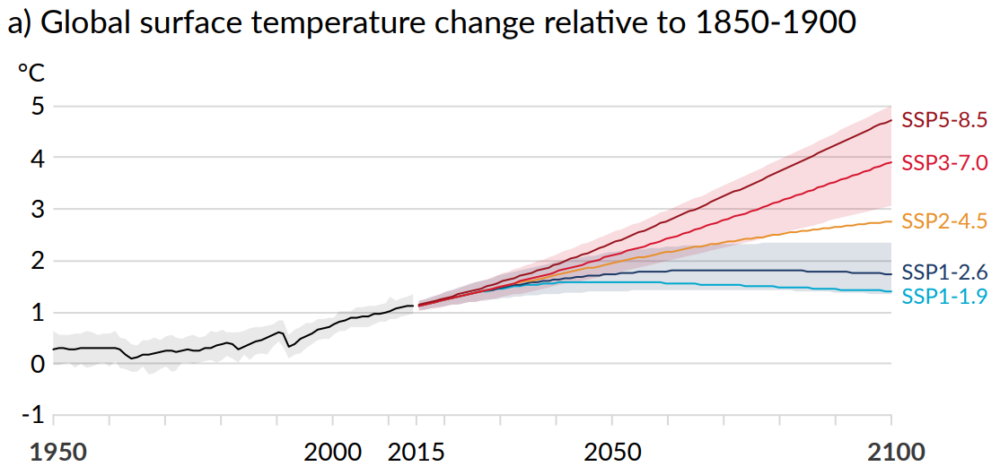 a) Global surface temperature change relative to 1850-1900
°C
5
SSP5-8.5
4
SSP3-7.0
3
SSP2-4.5
2
SSP1-2.6
SSP1-1.9
1
0
-1
1950 2000 2015 2050 2100